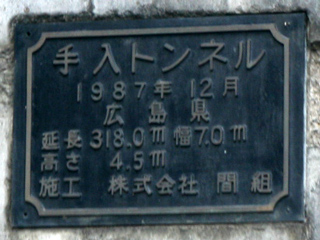 手入トンネル
1987年12月
広島県
延長318.0m 幅7.0m
高さ 4.5m
施工 株式会社 間組